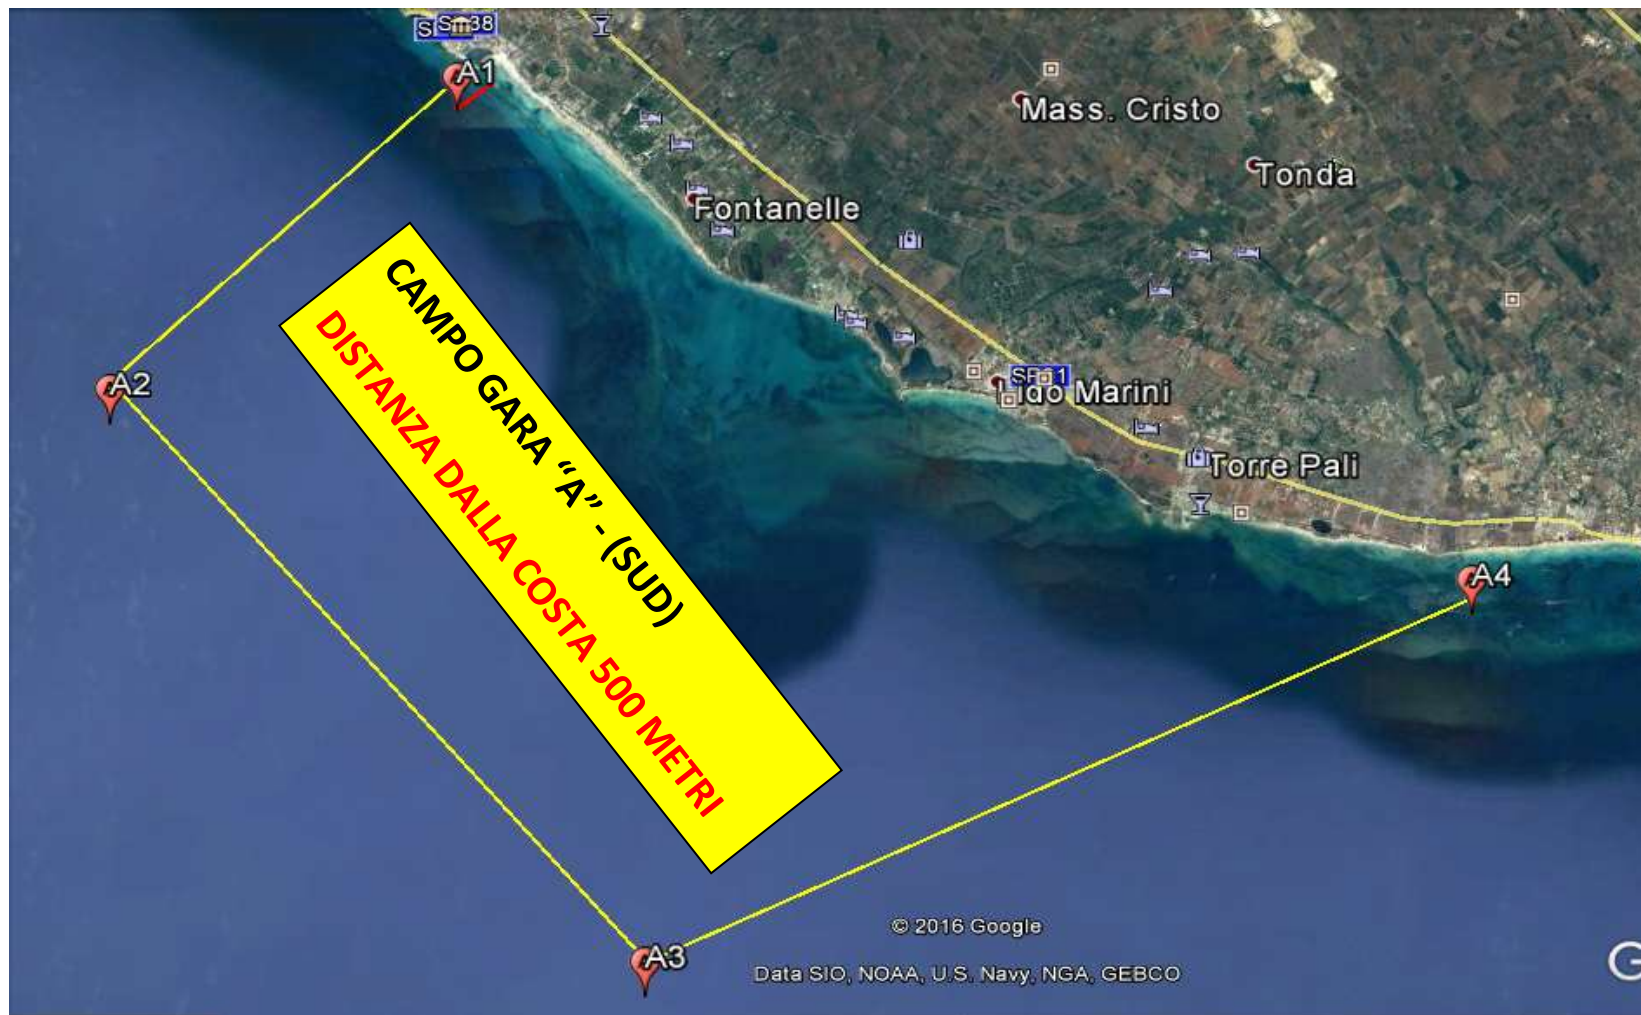 A1
Mass. Cristo
Tonda
Fontanelle
CAMPO GARA “A” - (SUD)
DISTANZA DALLA COSTA 500 METRI
A2
Lido Marini
Torre Pali
A4
A3
© 2016 Google
Data SIO, NOAA, U.S. Navy, NGA, GEBCO
G